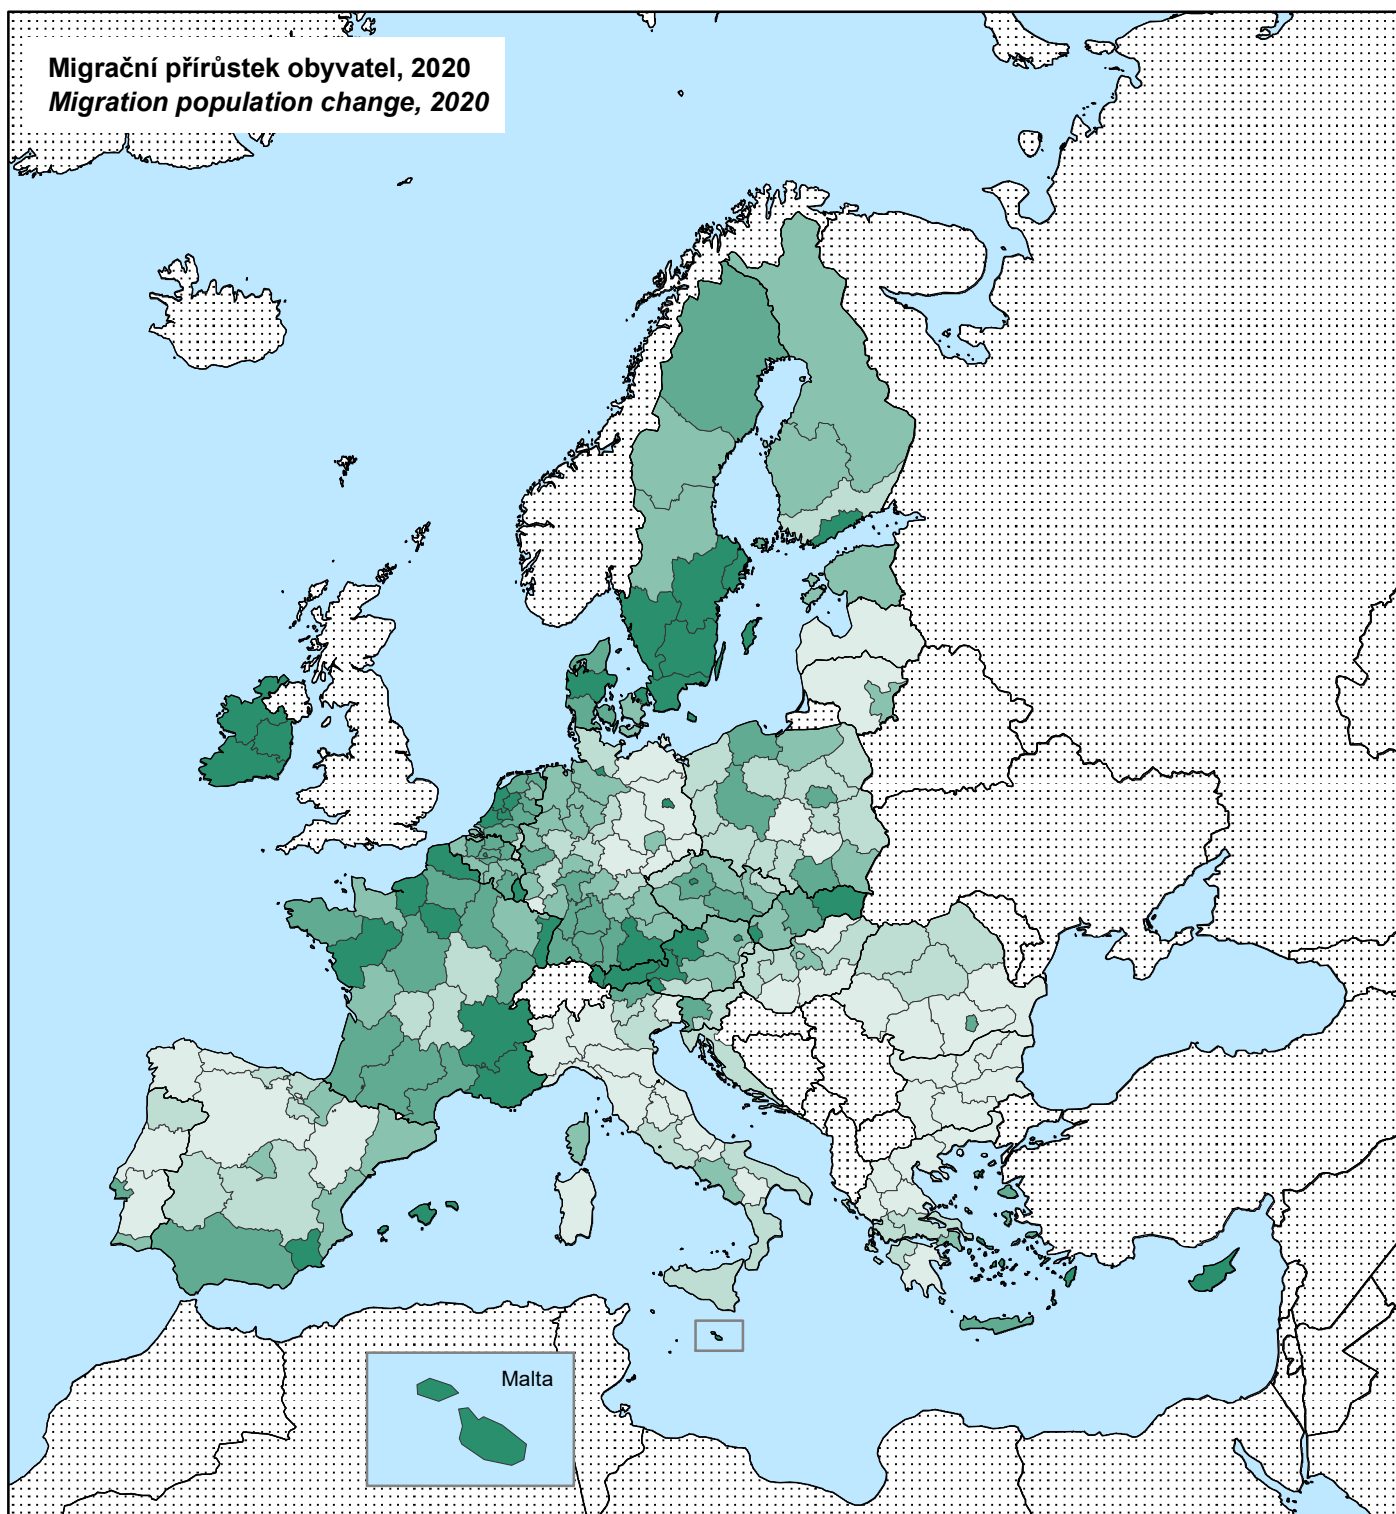 Migrační přírůstek obyvatel, 2020
Migration population change, 2020
Malta